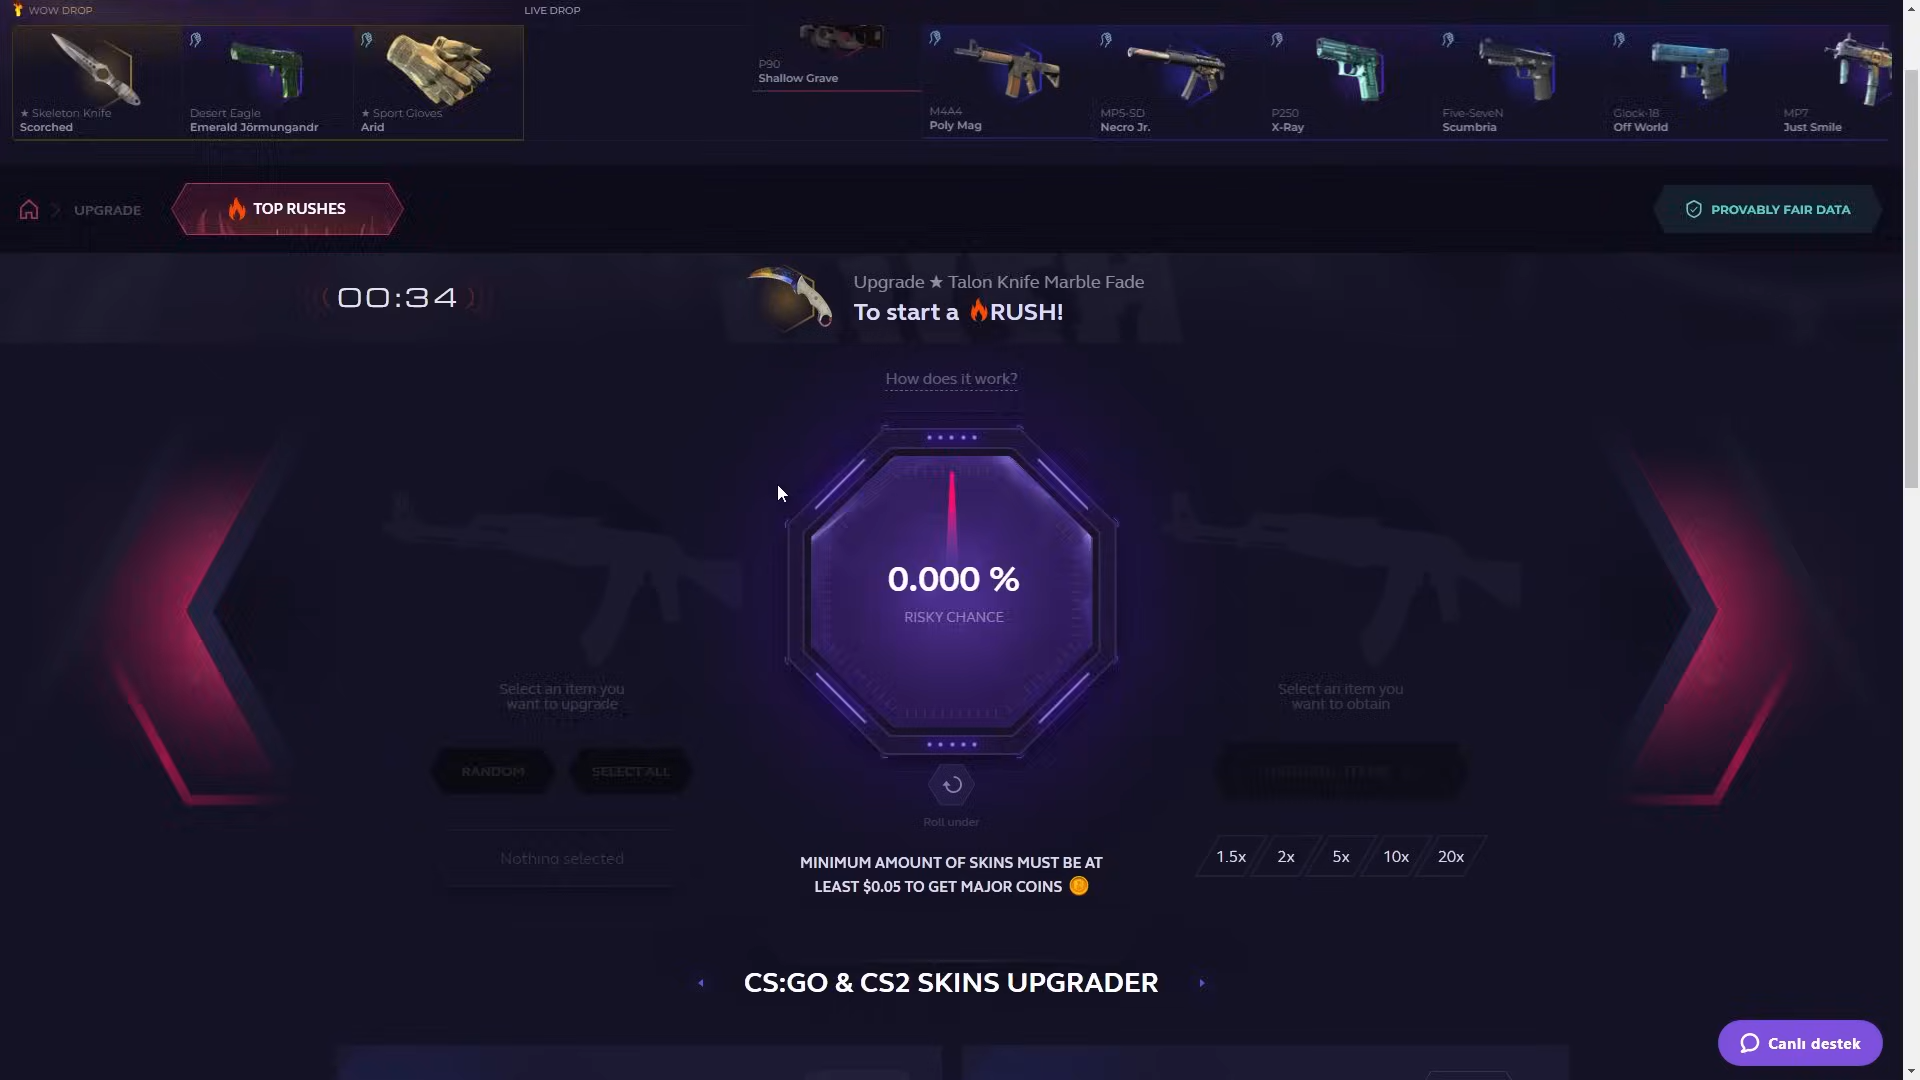 WOW DROP
LIVE DROP
★ Skeleton Knife
Scorched
Desert Eagle
Emerald Jörmungandr
★ Sport Gloves
Arid
P90
Shallow Grave
M4A4
Poly Mag
MP5-SD
Necro Jr.
P250
X-Ray
Five-SeveN
Scumbria
Glock-18
Off World
MP7
Just Smile
UPGRADE
TOP RUSHES
PROVABLY FAIR DATA
00:34
Upgrade ★ Talon Knife Marble Fade
To start a 🔥RUSH!
How does it work?
0.000 %
RISKY CHANCE
Select an item you
want to upgrade
Select an item you
want to obtain
RANDOM
SELECT ALL
Roll under
Nothing selected
MINIMUM AMOUNT OF SKINS MUST BE AT
LEAST $0.05 TO GET MAJOR COINS
1.5x
2x
5x
10x
20x
CS:GO & CS2 SKINS UPGRADER
Canlı destek